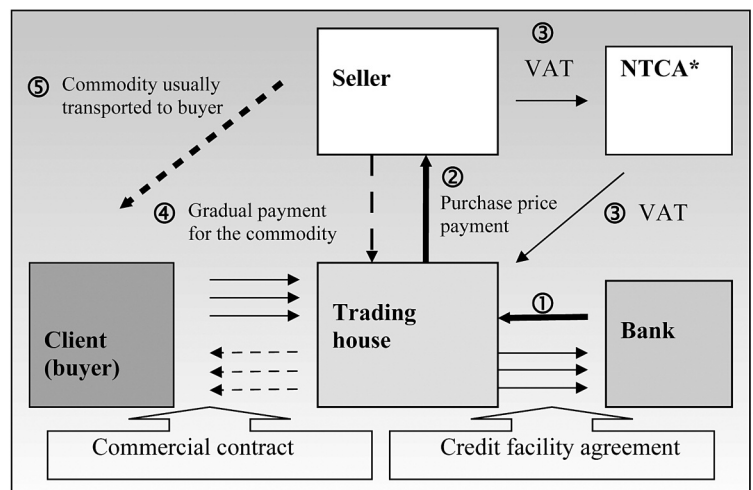 ③
VAT
Seller
NTCA*
⑤ Commodity usually
transported to buyer
② Purchase price
payment
④ Gradual payment
for the commodity
③ VAT
Client
(buyer)
Trading
house
①
Bank
Commercial contract
Credit facility agreement